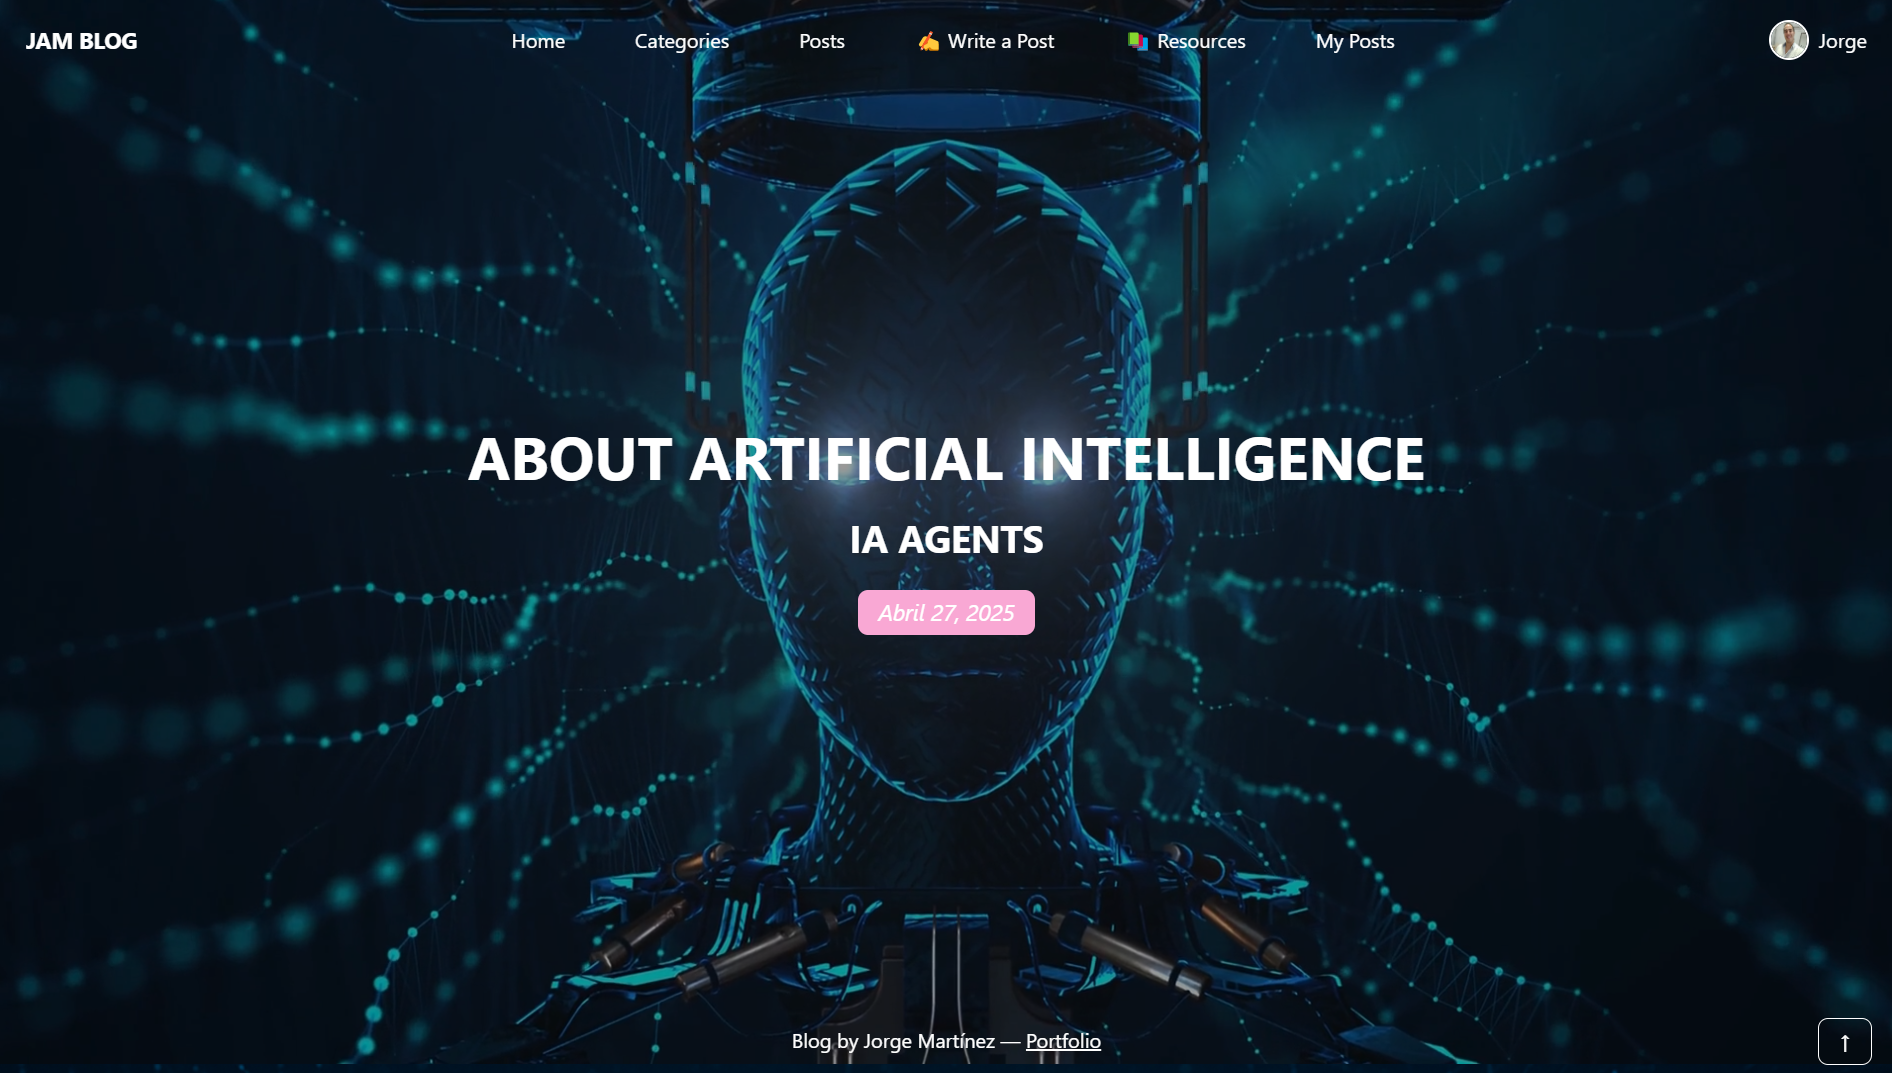 JAM BLOG
Home
Categories
Posts
✍️ Write a Post
📚 Resources
My Posts
Jorge
ABOUT ARTIFICIAL INTELLIGENCE
IA AGENTS
Abril 27, 2025
Blog by Jorge Martínez — Portfolio
↑